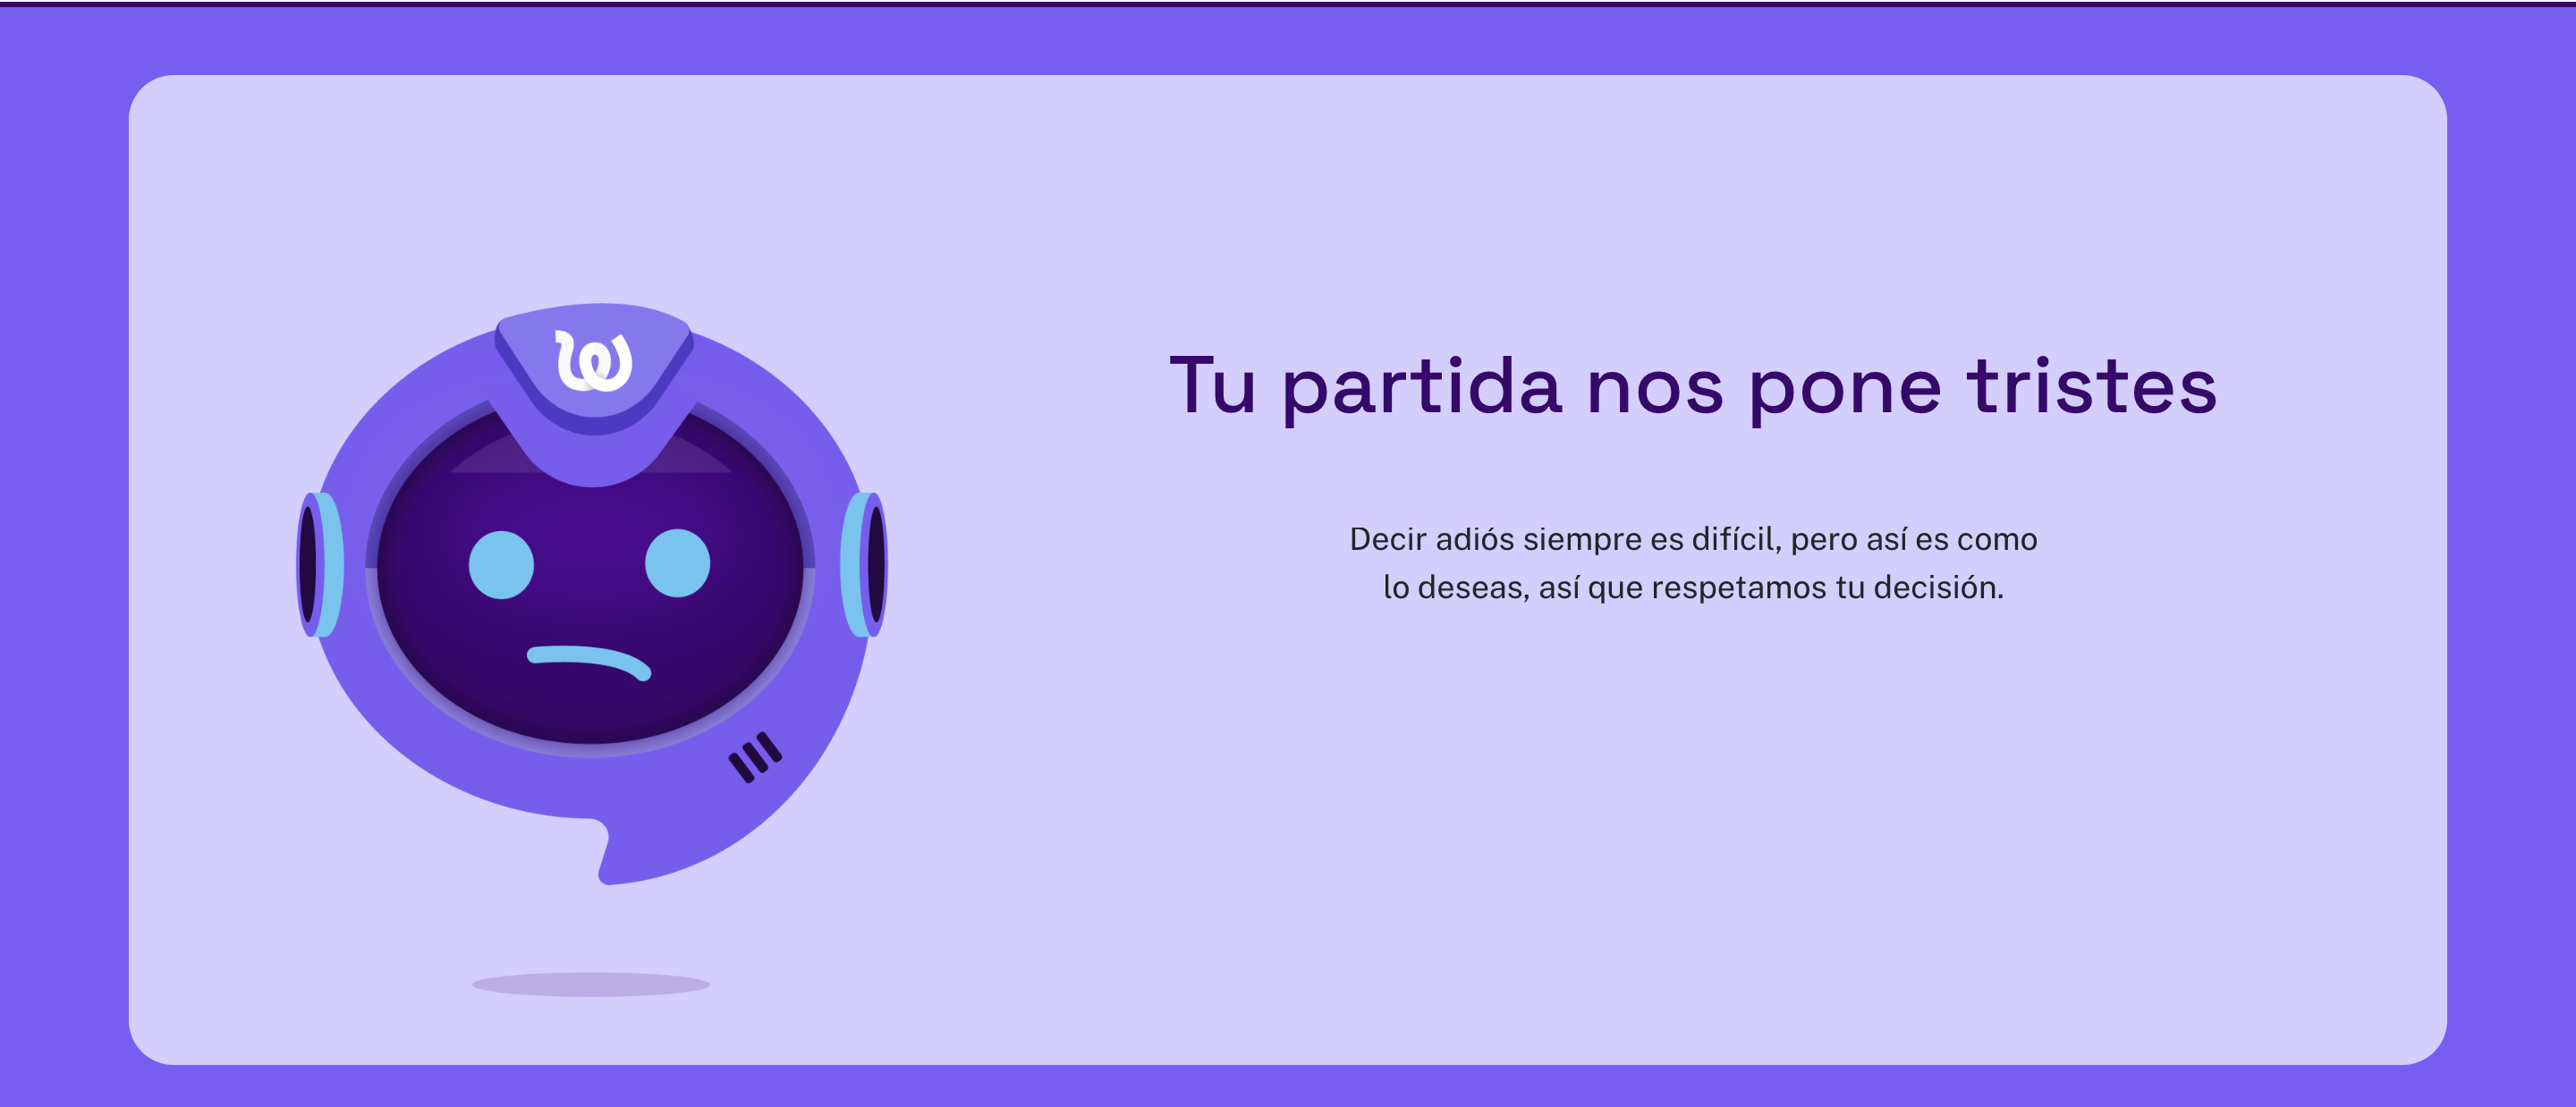 Tu partida nos pone tristes
Decir adiós siempre es difícil, pero así es como
lo deseas, así que respetamos tu decisión.